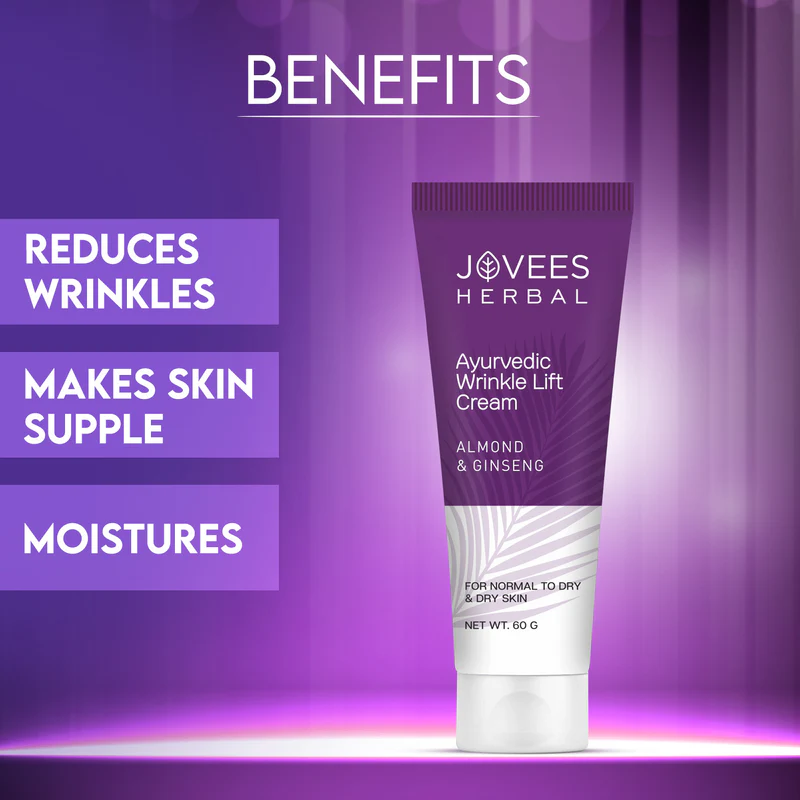 BENEFITS
REDUCES
WRINKLES
MAKES SKIN
SUPPLE
MOISTURES
JOVEES
HERBAL
Ayurvedic
Wrinkle Lift
Cream
ALMOND
& GINSENG
FOR NORMAL TO DRY
& DRY SKIN
NET WT. 60 G